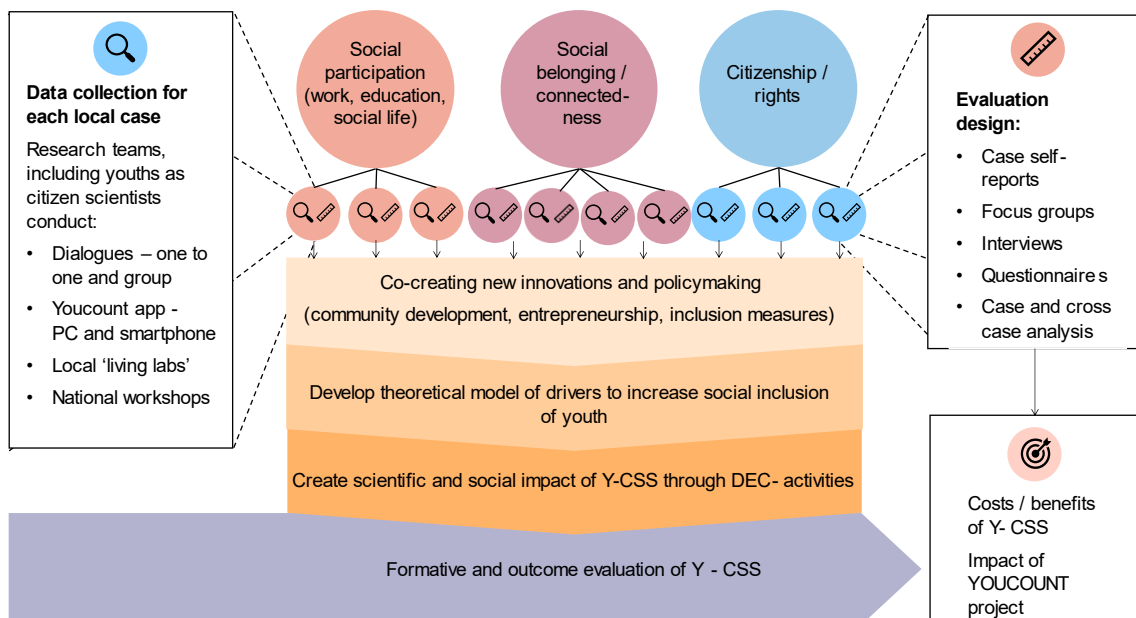 Data collection for
each local case
Research teams,
including youths as
citizen scientists
conduct:
• Dialogues – one to
one and group
• Youcount app -
PC and smartphone
• Local ‘living labs’
• National workshops
Social
participation
(work, education,
social life)
Social
belonging /
connected-
ness
Citizenship /
rights
Co-creating new innovations and policymaking
(community development, entrepreneurship, inclusion measures)
Develop theoretical model of drivers to increase social inclusion
of youth
Create scientific and social impact of Y-CSS through DEC- activities
Formative and outcome evaluation of Y - CSS
Evaluation
design:
• Case self-
reports
• Focus groups
• Interviews
• Questionnaires
• Case and cross
case analysis
Costs / benefits
of Y- CSS
Impact of
YOUCOUNT
project